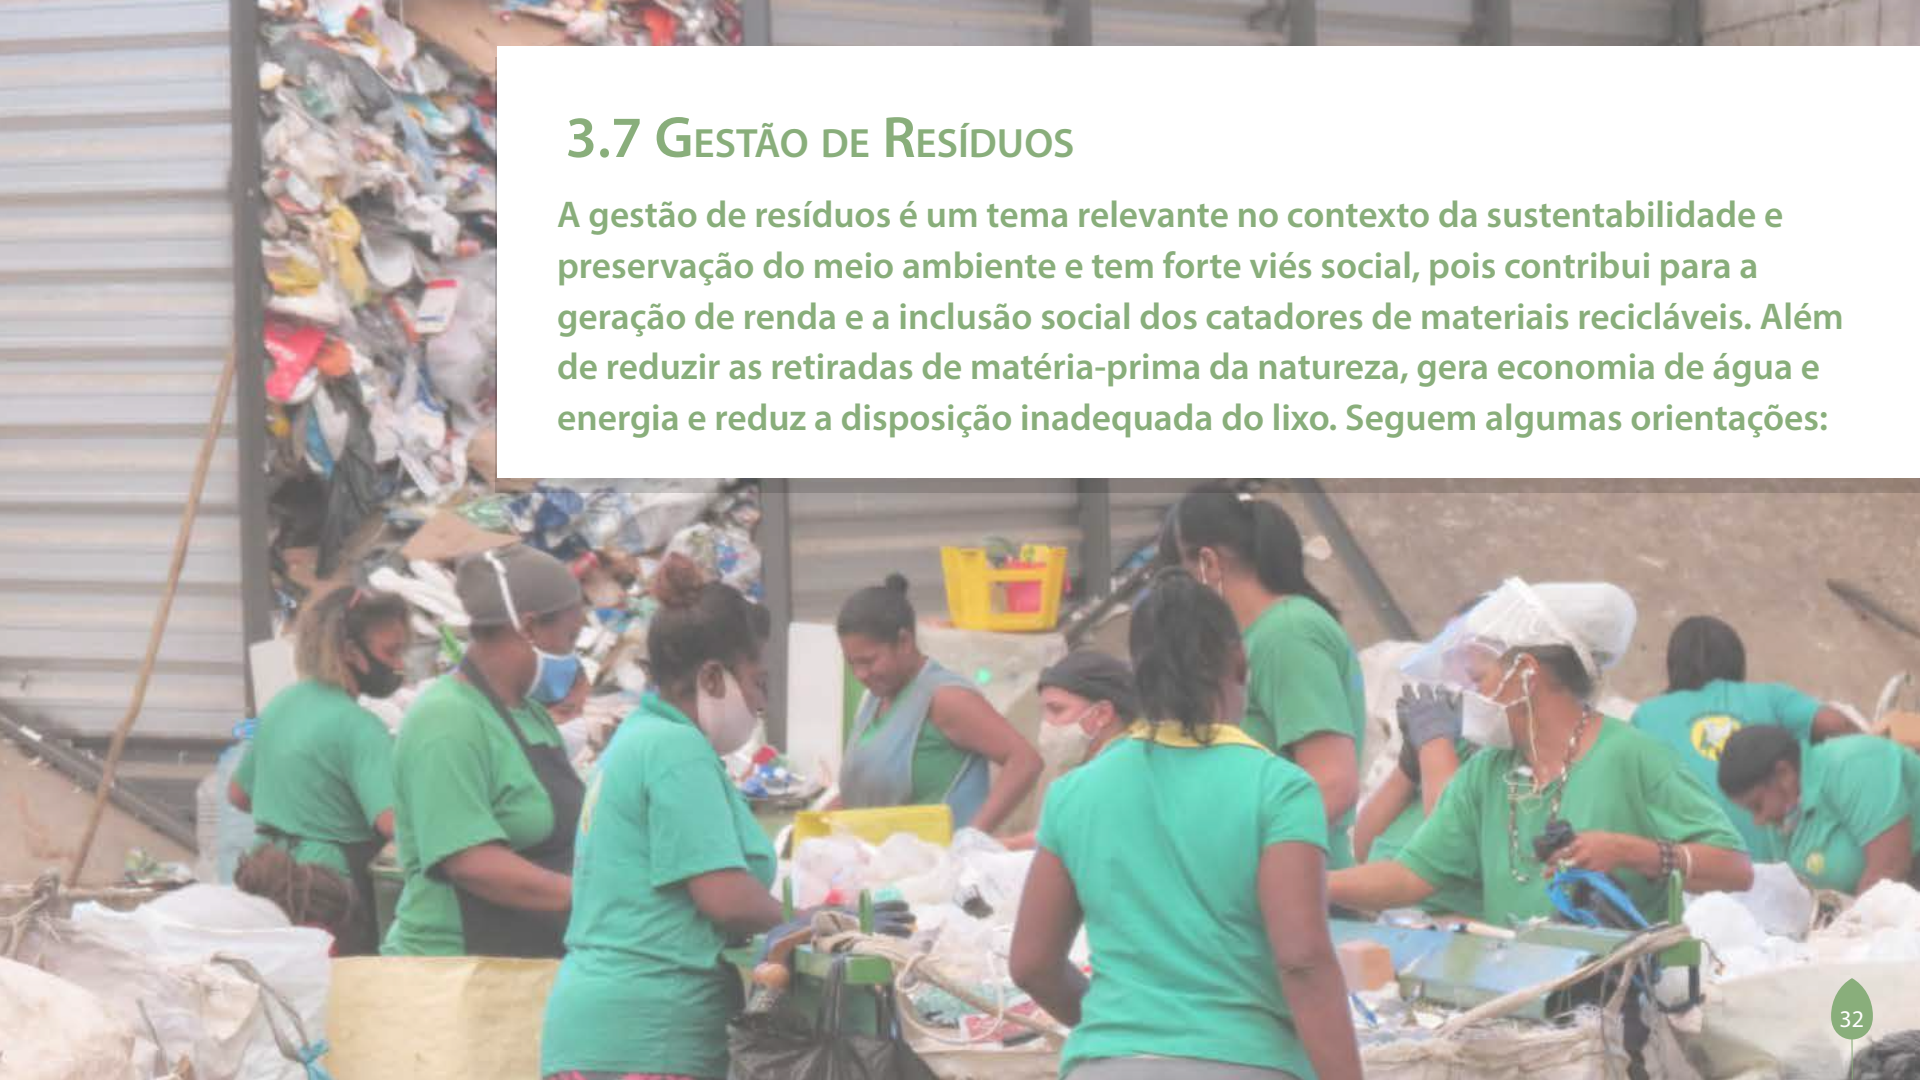 3.7 Gestão de Resíduos
A gestão de resíduos é um tema relevante no contexto da sustentabilidade e
preservação do meio ambiente e tem forte viés social, pois contribui para a
geração de renda e a inclusão social dos catadores de materiais recicláveis. Além
de reduzir as retiradas de matéria-prima da natureza, gera economia de água e
energia e reduz a disposição inadequada do lixo. Seguem algumas orientações:
32